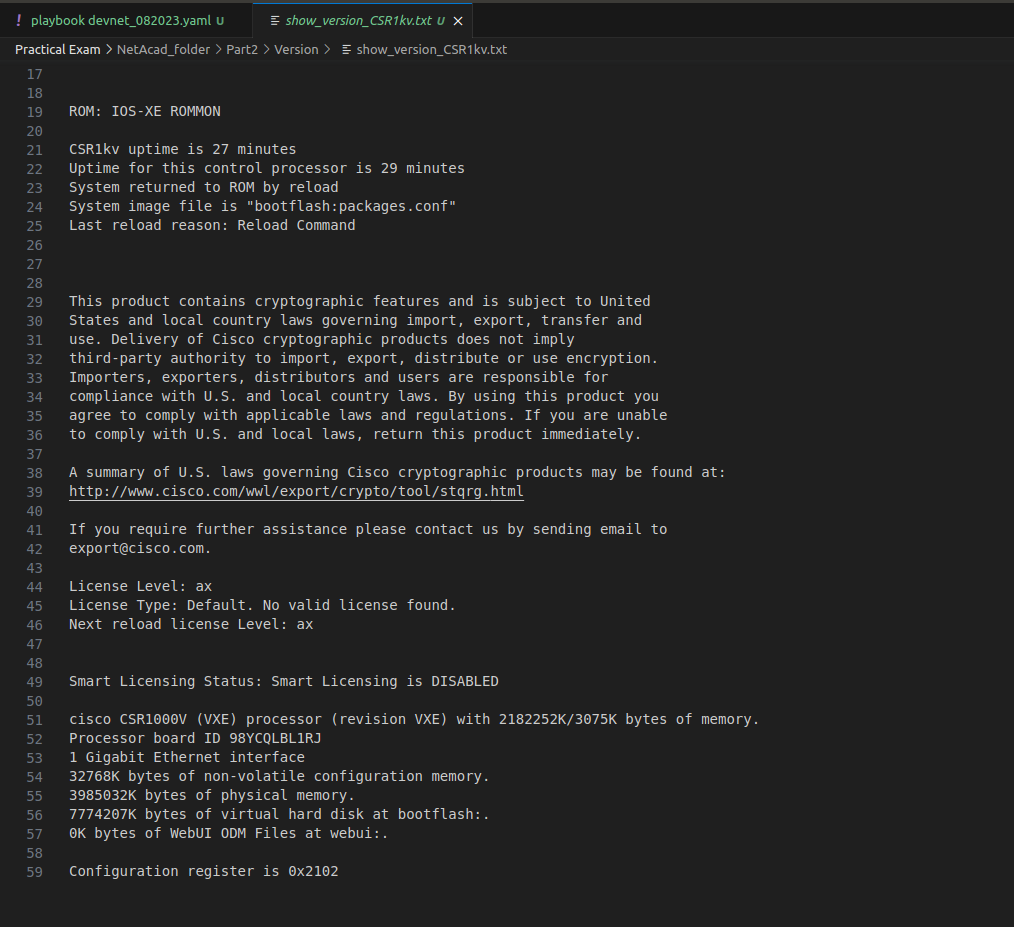 ! playbook devnet_082023.yaml U
show_version_CSR1kv.txt U ×
Practical Exam > NetAcad_folder > Part2 > Version > show_version_CSR1kv.txt
17
18
19 ROM: IOS-XE ROMMON
20
21 CSR1kv uptime is 27 minutes
22 Uptime for this control processor is 29 minutes
23 System returned to ROM by reload
24 System image file is "bootflash:packages.conf"
25 Last reload reason: Reload Command
26
27
28
29 This product contains cryptographic features and is subject to United
30 States and local country laws governing import, export, transfer and
31 use. Delivery of Cisco cryptographic products does not imply
32 third-party authority to import, export, distribute or use encryption.
33 Importers, exporters, distributors and users are responsible for
34 compliance with U.S. and local country laws. By using this product you
35 agree to comply with applicable laws and regulations. If you are unable
36 to comply with U.S. and local laws, return this product immediately.
37
38 A summary of U.S. laws governing Cisco cryptographic products may be found at:
39 http://www.cisco.com/wwl/export/crypto/tool/stqrg.html
40
41 If you require further assistance please contact us by sending email to
42 export@cisco.com.
43
44 License Level: ax
45 License Type: Default. No valid license found.
46 Next reload license Level: ax
47
48
49 Smart Licensing Status: Smart Licensing is DISABLED
50
51 cisco CSR1000V (VXE) processor (revision VXE) with 2182252K/3075K bytes of memory.
52 Processor board ID 98YCQLBL1RJ
53 1 Gigabit Ethernet interface
54 32768K bytes of non-volatile configuration memory.
55 3985032K bytes of physical memory.
56 7774207K bytes of virtual hard disk at bootflash:.
57 0K bytes of WebUI ODM Files at webui:.
58
59 Configuration register is 0x2102